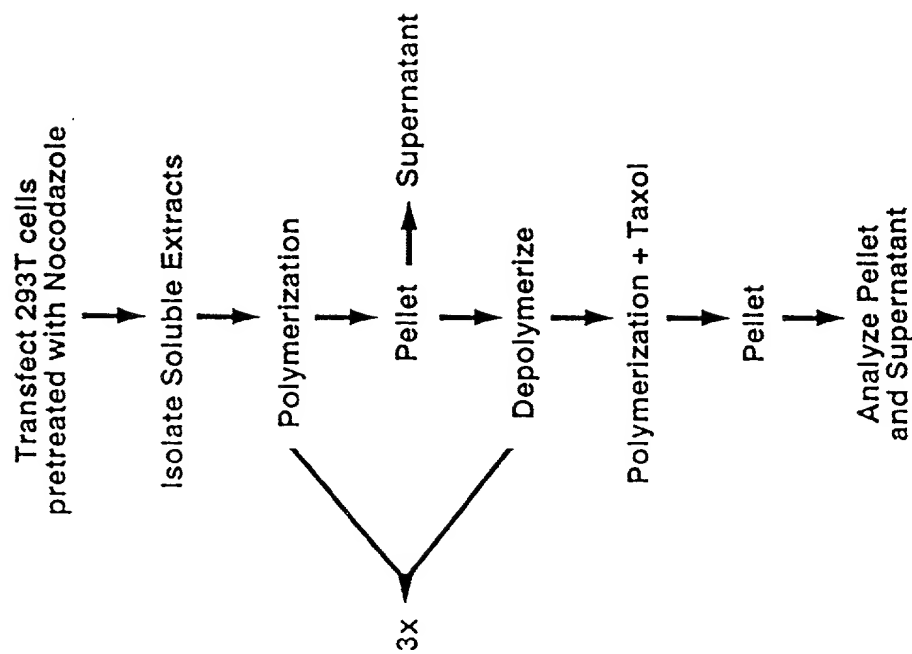 Transfect 293T cells
pretreated with Nocodazole
Isolate Soluble Extracts
Polymerization
Pellet
Supernatant
3x
Depolymerize
Polymerization + Taxol
Pellet
Analyze Pellet
and Supernatant